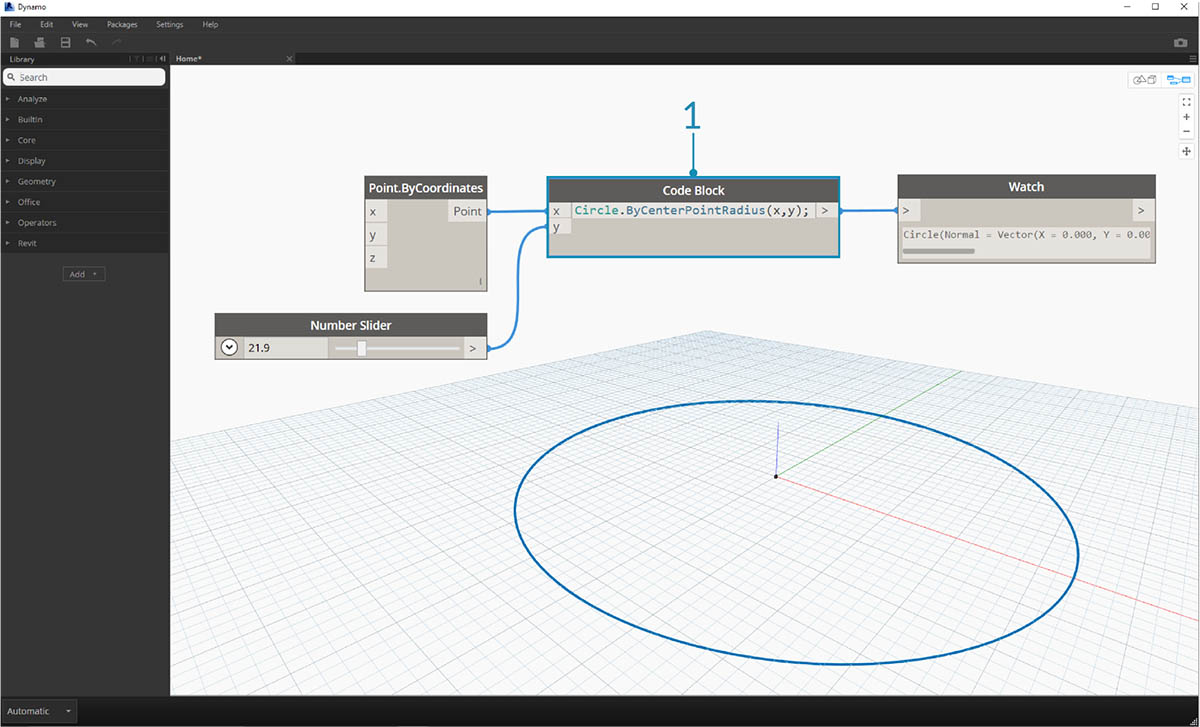 Dynamo
File Edit View Packages Settings Help
Library
Home*
Search
Analyze
BuiltIn
Core
Display
Geometry
Office
Operators
Revit
Add
1
Point.ByCoordinates
x Point
y
z
Code Block
x Circle.ByCenterPointRadius(x,y); >
y
Watch
> >
Circle(Normal = Vector(X = 0.000, Y = 0.00
Number Slider
21.9 >
Automatic